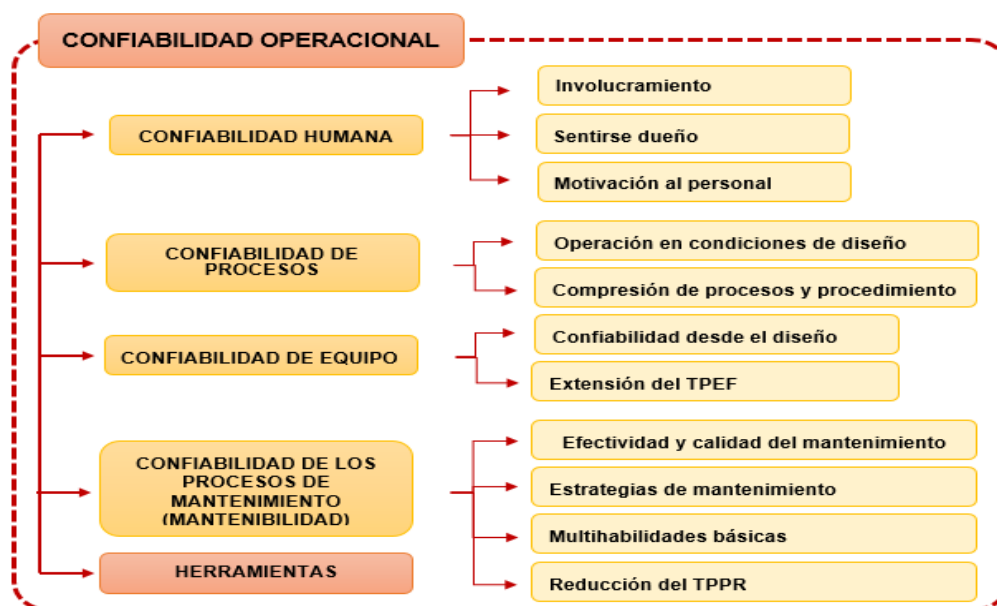 CONFIABILIDAD OPERACIONAL
CONFIABILIDAD HUMANA
Involucramiento
Sentirse dueño
Motivación al personal
CONFIABILIDAD DE
PROCESOS
Operación en condiciones de diseño
Compresión de procesos y procedimiento
CONFIABILIDAD DE EQUIPO
Confiabilidad desde el diseño
Extensión del TPEF
CONFIABILIDAD DE LOS
PROCESOS DE
MANTENIMIENTO
(MANTENIBILIDAD)
Efectividad y calidad del mantenimiento
Estrategias de mantenimiento
Multihabilidades básicas
Reducción del TPPR
HERRAMIENTAS